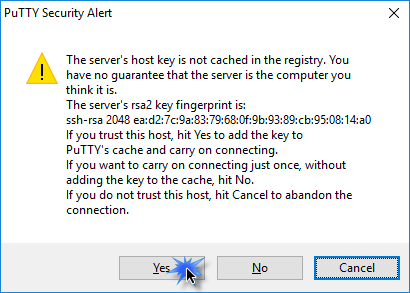 PuTTY Security Alert
The server's host key is not cached in the registry. You
have no guarantee that the server is the computer you
think it is.
The server's rsa2 key fingerprint is:
ssh-rsa 2048 ea:d2:7c:9a:83:79:68:0f:9b:93:89:cb:95:08:14:a0
If you trust this host, hit Yes to add the key to
PuTTY's cache and carry on connecting.
If you want to carry on connecting just once, without
adding the key to the cache, hit No.
If you do not trust this host, hit Cancel to abandon the
connection.
Yes No Cancel